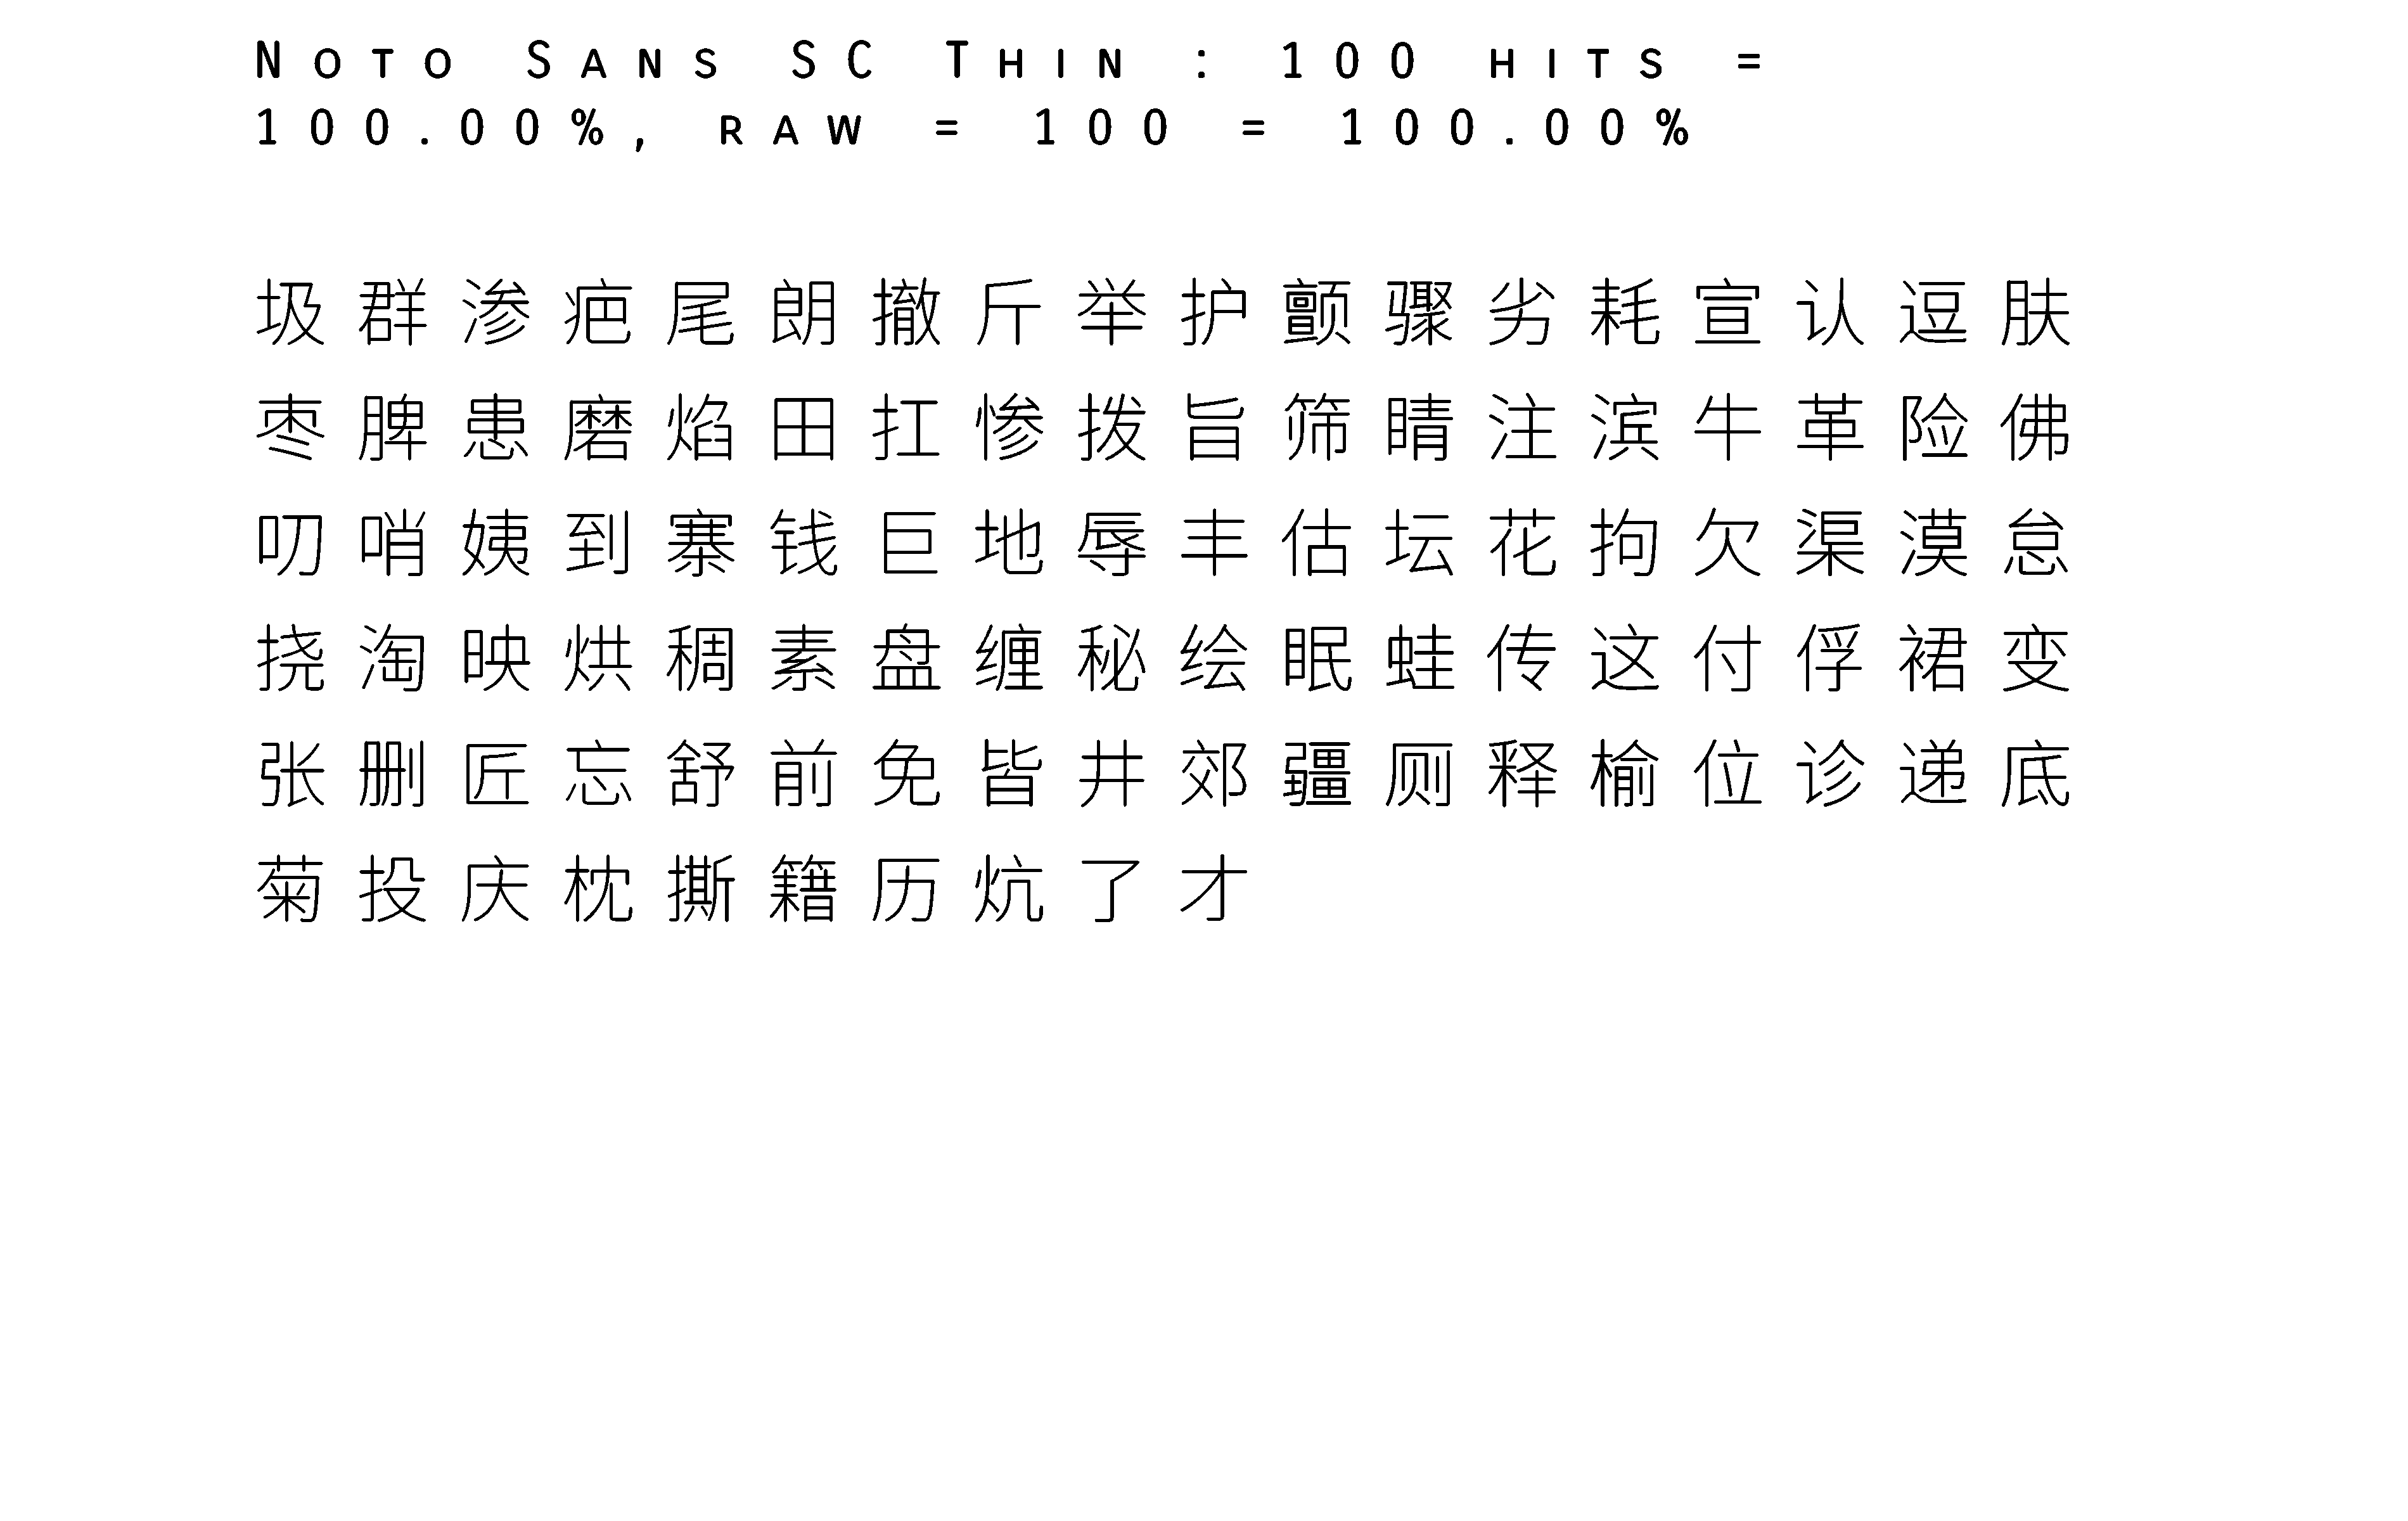 Noto Sans SC Thin : 100 hits =
100.00%, raw = 100 = 100.00%
圾群渗疤尾朗撤斤举护颤骤劣耗宣认逗肤
枣脾患磨焰田扛惨拨旨筛睛注滨牛革险佛
叨哨姨到寨钱巨地辱丰估坛花拘欠渠漠怠
挠淘映烘稠素盘缠秘绘眠蛙传这付俘裙变
张删匠忘舒前免皆井郊疆厕释榆位诊递底
菊投庆枕撕籍历炕了才